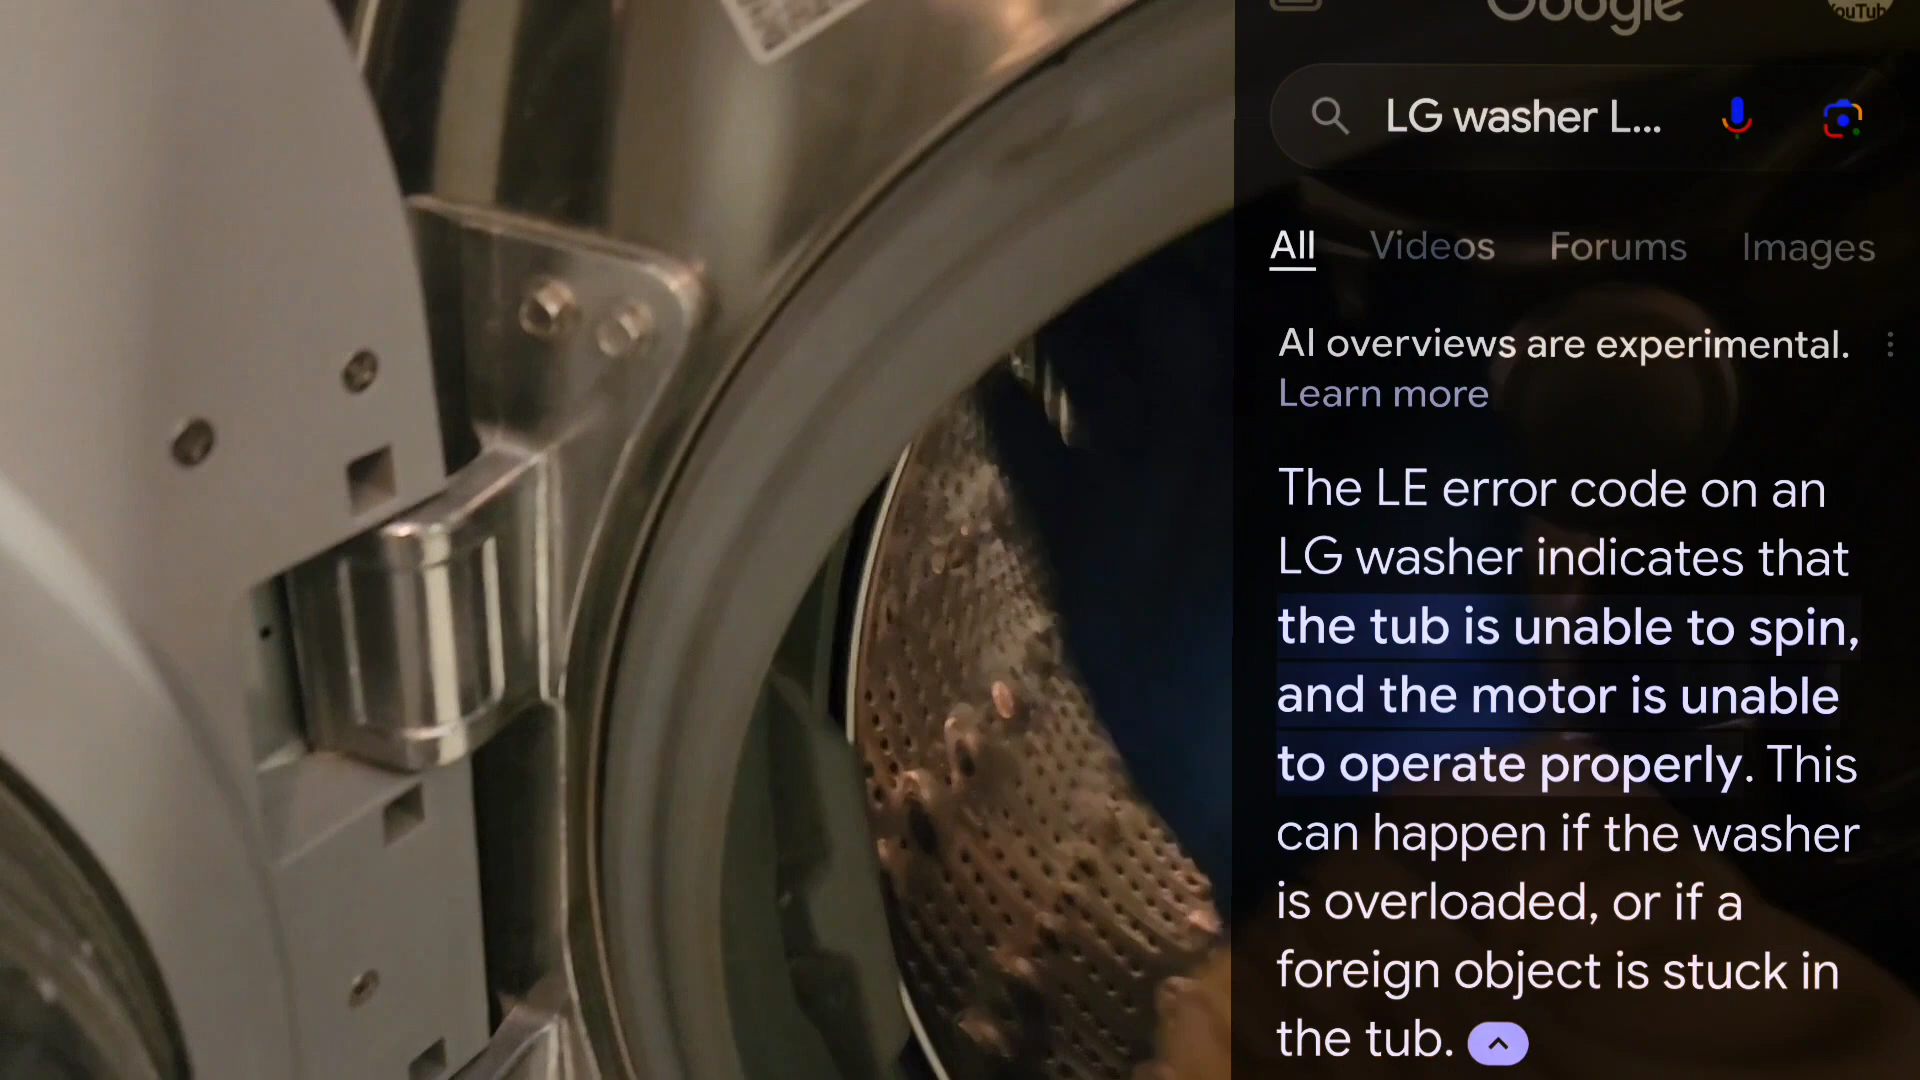 Google
YouTub
LG washer L...
All Videos Forums Images
AI overviews are experimental.
Learn more
The LE error code on an
LG washer indicates that
the tub is unable to spin,
and the motor is unable
to operate properly. This
can happen if the washer
is overloaded, or if a
foreign object is stuck in
the tub.